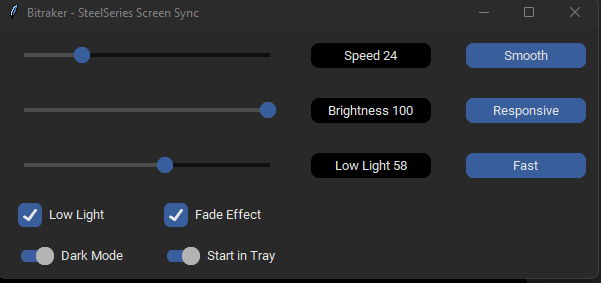 Bitraker - SteelSeries Screen Sync
Speed 24 Smooth
Brightness 100 Responsive
Low Light 58 Fast
Low Light Fade Effect
Dark Mode Start in Tray